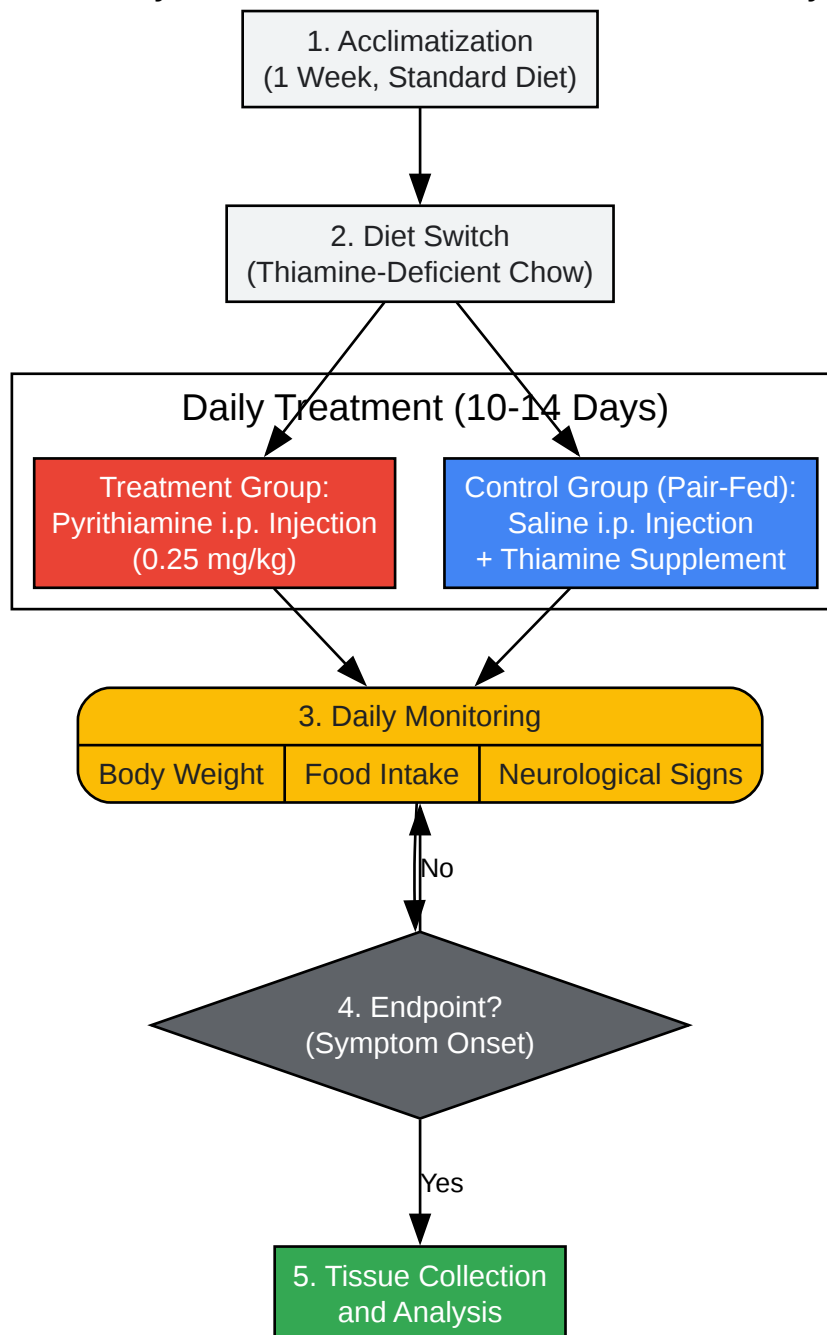 1. Acclimatization
(1 Week, Standard Diet)
2. Diet Switch
(Thiamine-Deficient Chow)
Daily Treatment (10-14 Days)
Treatment Group:
Pyrithiamine i.p. Injection
(0.25 mg/kg)
Control Group (Pair-Fed):
Saline i.p. Injection
+ Thiamine Supplement
3. Daily Monitoring
Body Weight
Food Intake
Neurological Signs
No
4. Endpoint?
(Symptom Onset)
Yes
5. Tissue Collection
and Analysis